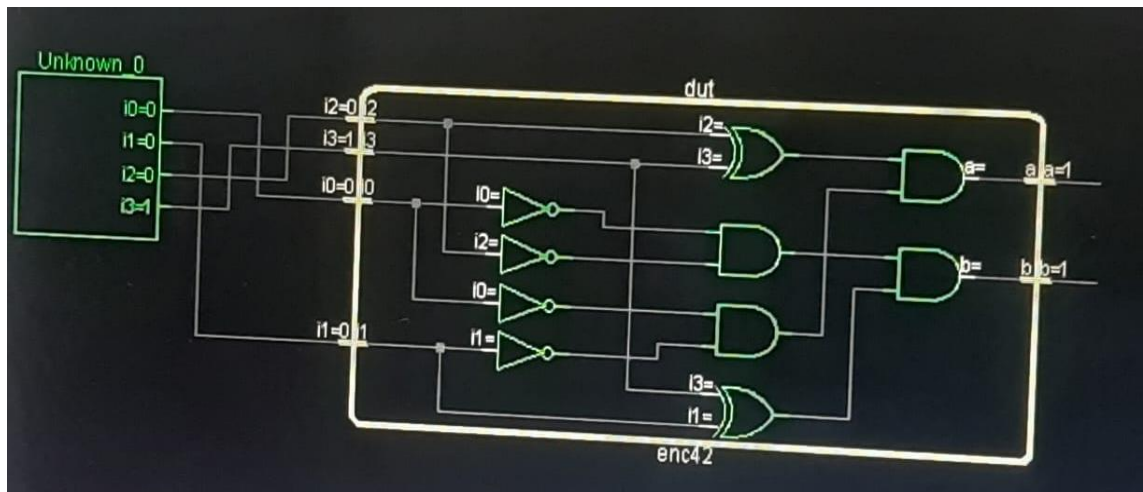 Unknown_0
i0=0
i1=0
i2=0
i3=1
dut
i2=0 i2
i3=1 i3
i0=0 i0
i1=0 i1
i2=
i3=
i0=
i2=
i0=
i1=
i3=
i1=
a=
b=
a a=1
b b=1
enc42